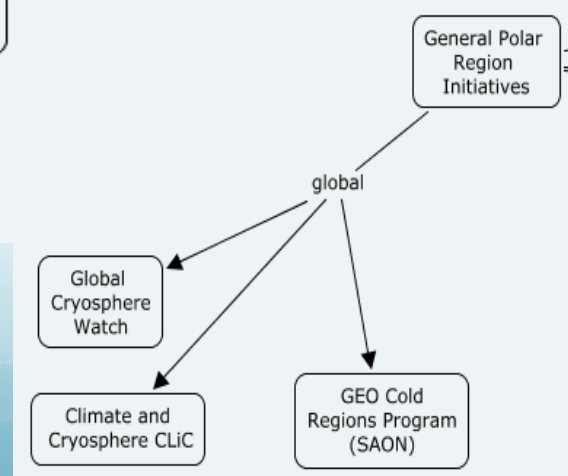 General Polar
Region
Initiatives
global
Global
Cryosphere
Watch
Climate and
Cryosphere CLiC
GEO Cold
Regions Program
(SAON)